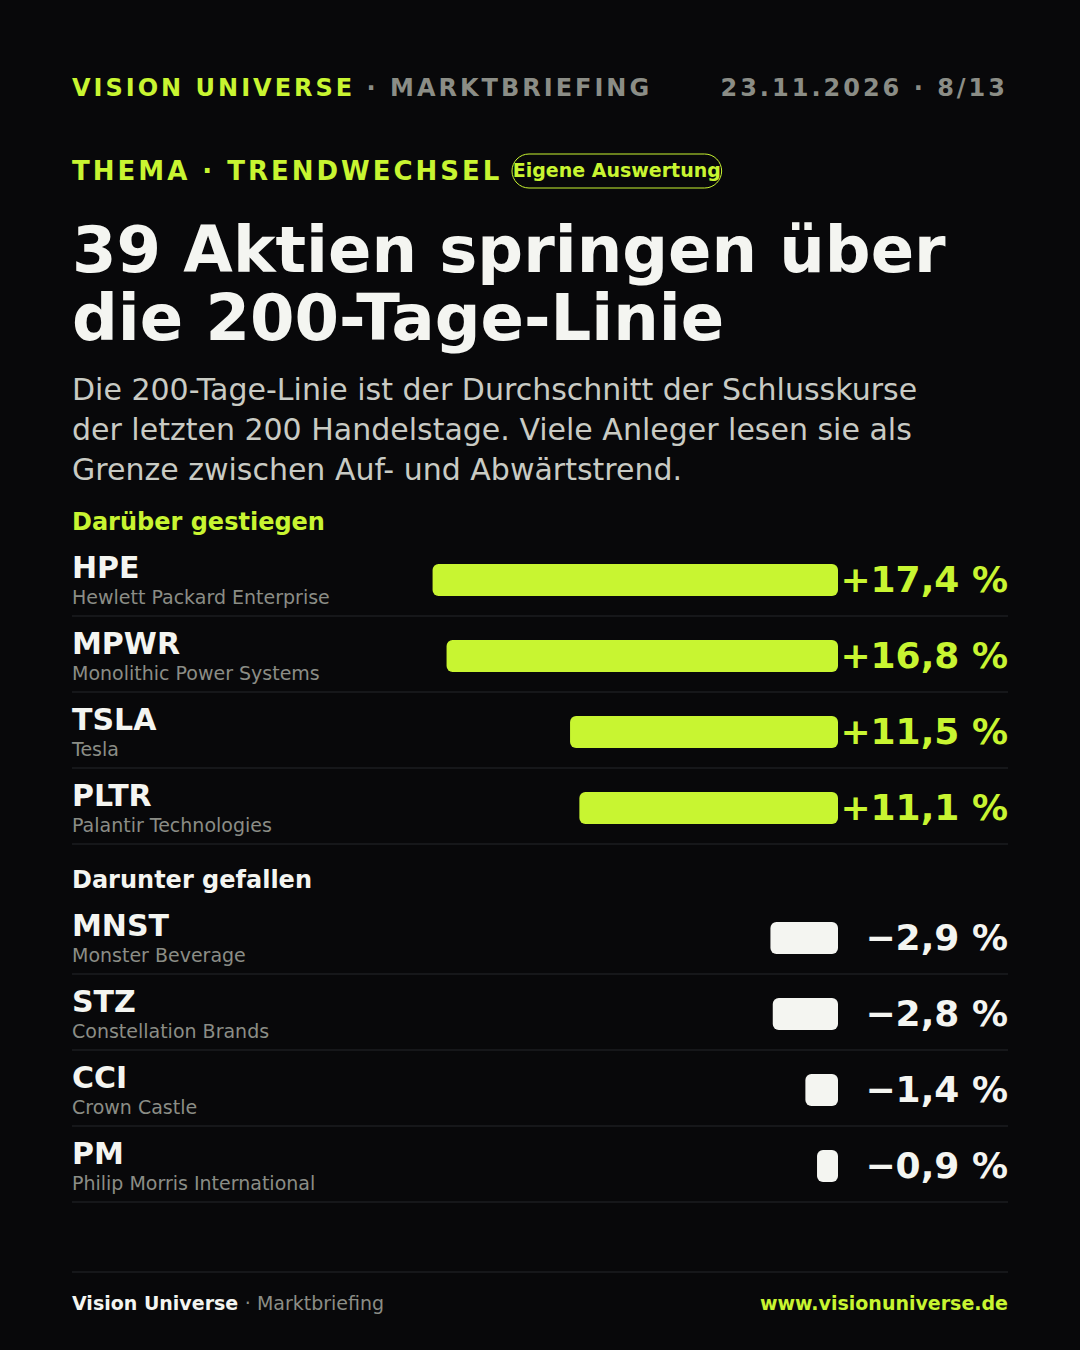 VISION UNIVERSE · MARKTBRIEFING 23.11.2026 · 8/13
THEMA · TRENDWECHSEL Eigene Auswertung
39 Aktien springen über
die 200-Tage-Linie
Die 200-Tage-Linie ist der Durchschnitt der Schlusskurse
der letzten 200 Handelstage. Viele Anleger lesen sie als
Grenze zwischen Auf- und Abwärtstrend.
Darüber gestiegen
HPE
Hewlett Packard Enterprise
+17,4 %
MPWR
Monolithic Power Systems
+16,8 %
TSLA
Tesla
+11,5 %
PLTR
Palantir Technologies
+11,1 %
Darunter gefallen
MNST
Monster Beverage
−2,9 %
STZ
Constellation Brands
−2,8 %
CCI
Crown Castle
−1,4 %
PM
Philip Morris International
−0,9 %
Vision Universe · Marktbriefing www.visionuniverse.de